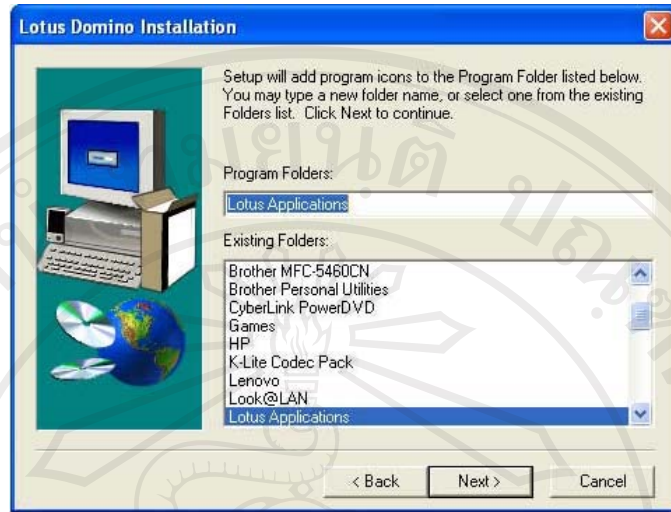 Lotus Domino Installation
Setup will add program icons to the Program Folder listed below.
You may type a new folder name, or select one from the existing
Folders list. Click Next to continue.
Program Folders:
Lotus Applications
Existing Folders:
Brother MFC-5460CN
Brother Personal Utilities
CyberLink PowerDVD
Games
HP
K-Lite Codec Pack
Lenovo
Look@LAN
Lotus Applications
< Back
Next >
Cancel